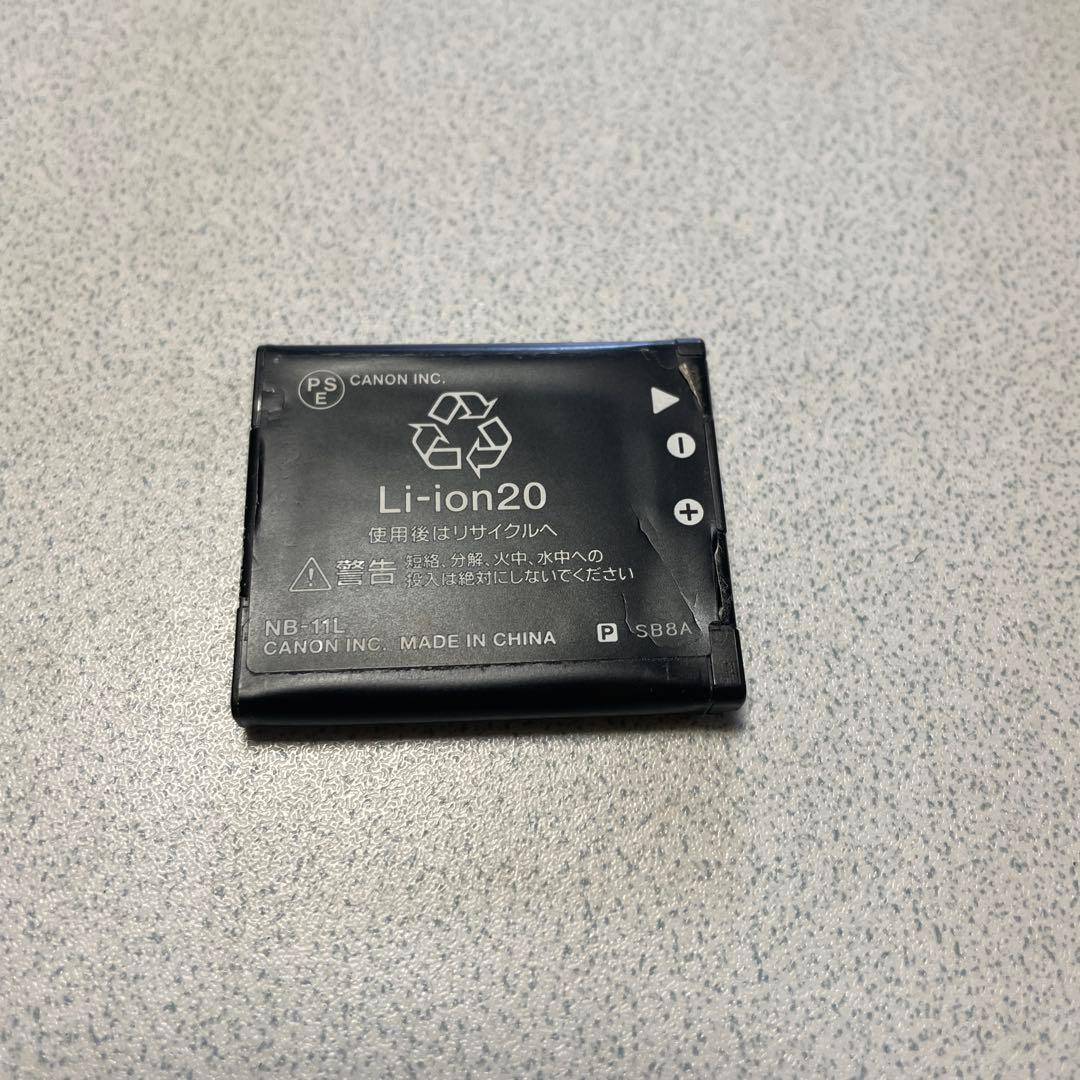 PSE CANON INC.
Li-ion20
使用後はリサイクルへ
警告 短絡、分解、火中、水中への
投入は絶対にしないでください
NB-11L
CANON INC. MADE IN CHINA P SB8A